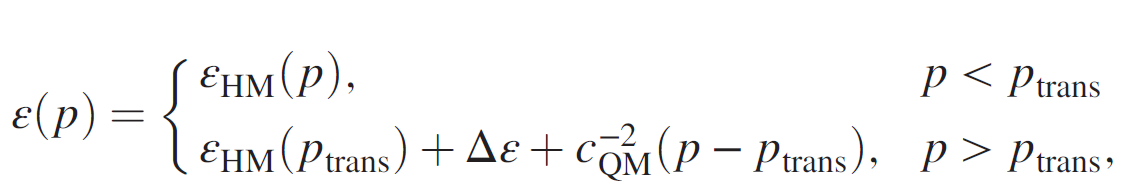 ε(p) = { ε_HM(p), p < p_trans
ε_HM(p_trans) + Δε + c_QM^−2(p − p_trans), p > p_trans,